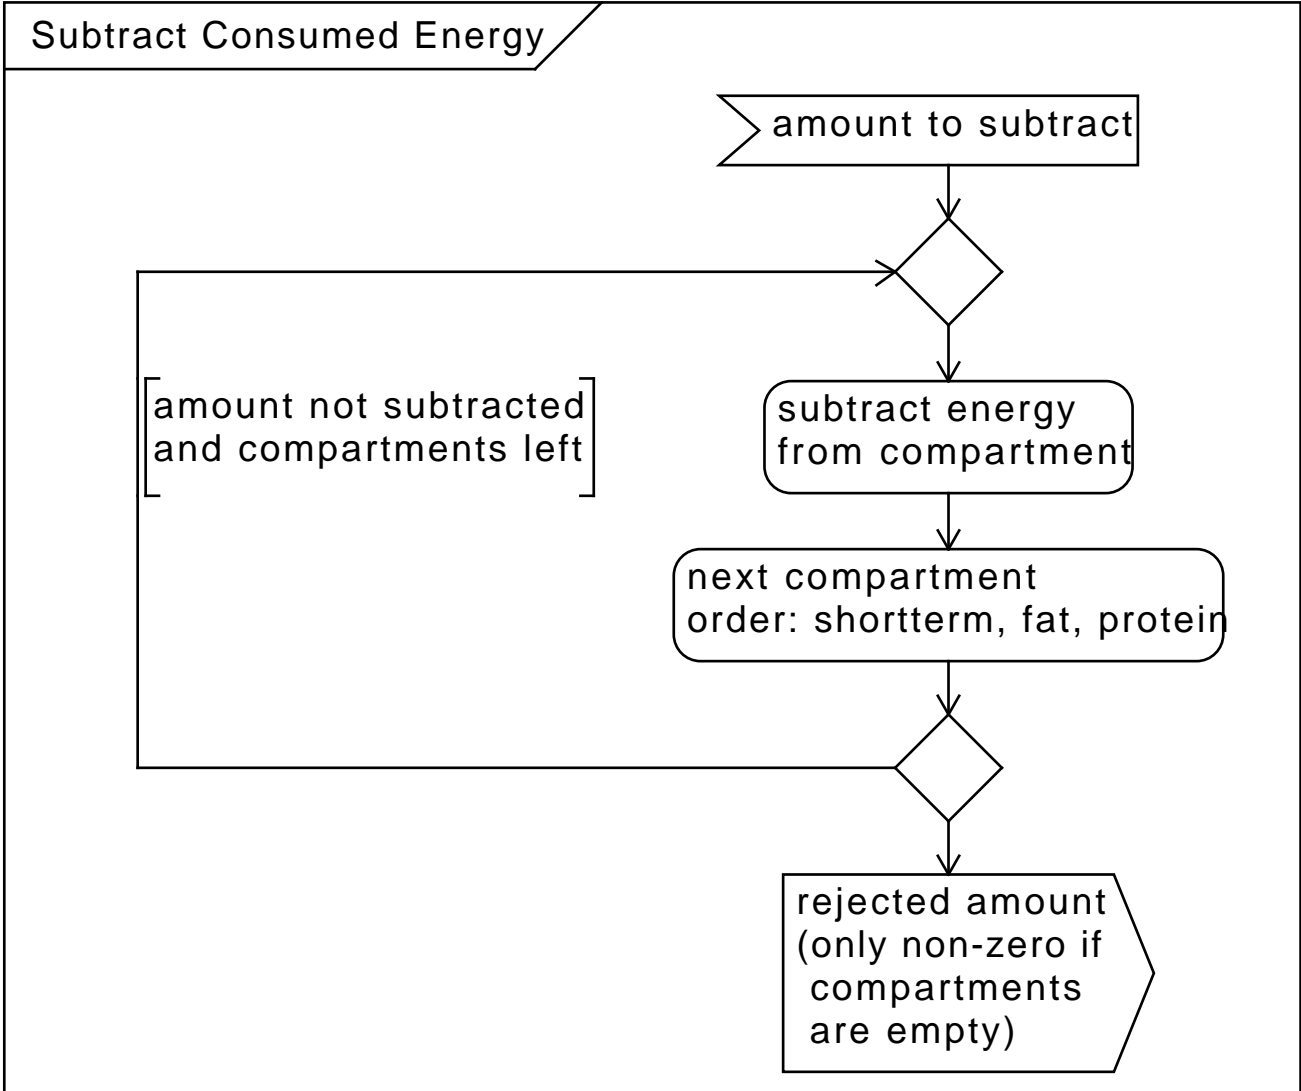 Subtract Consumed Energy
amount to subtract
amount not subtracted
and compartments left
subtract energy
from compartment
next compartment
order: shortterm, fat, protein
rejected amount
(only non-zero if
compartments
are empty)